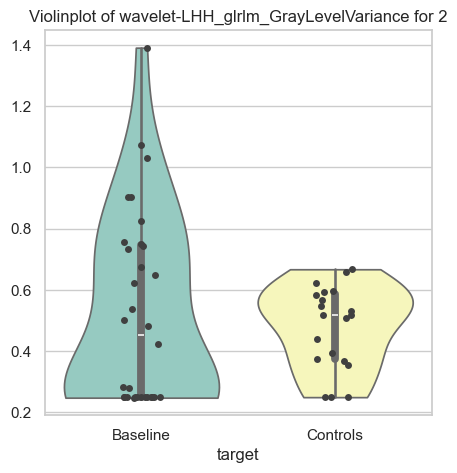 Violinplot of wavelet-LHH_glrlm_GrayLevelVariance for 2
1.4
1.2
1.0
0.8
0.6
0.4
0.2
Baseline Controls
target